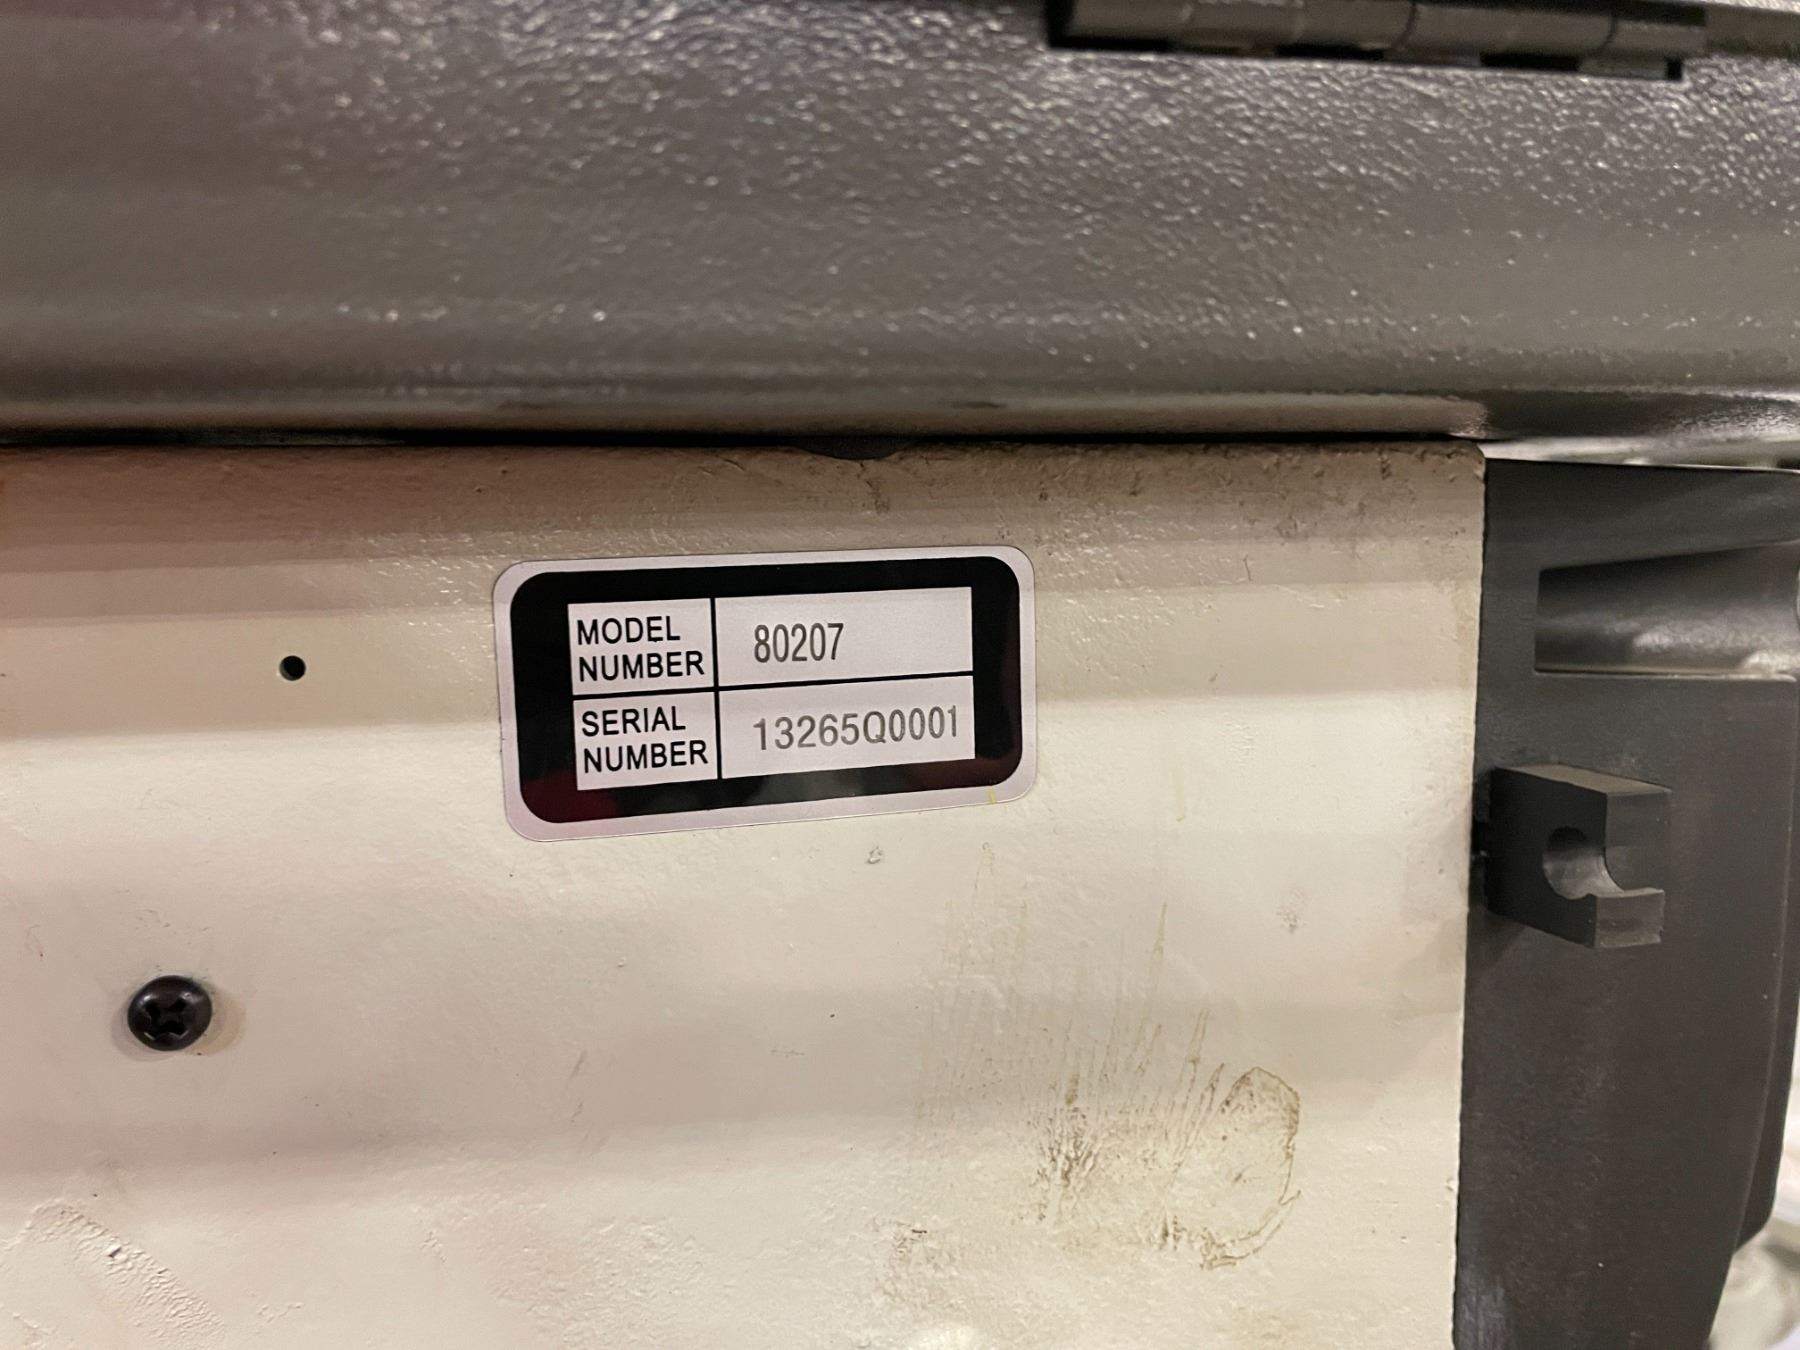 MODEL
NUMBER
80207
SERIAL
NUMBER
13265Q0001